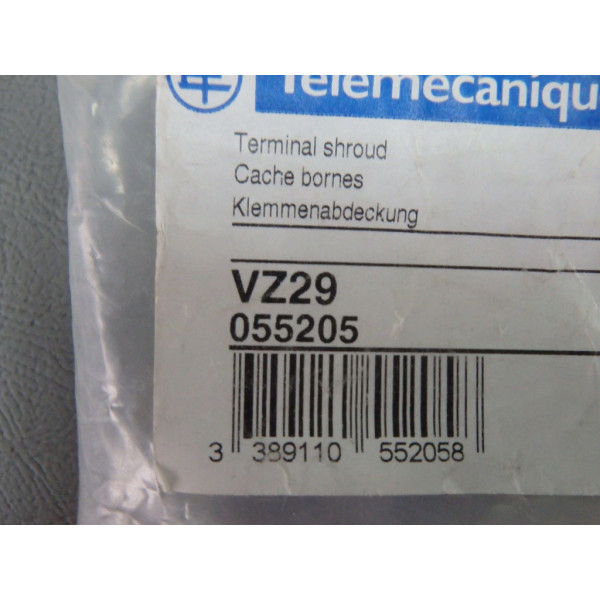 Telemecaniqu
Terminal shroud
Cache bornes
Klemmenabdeckung
VZ29
055205
3 389110 552058